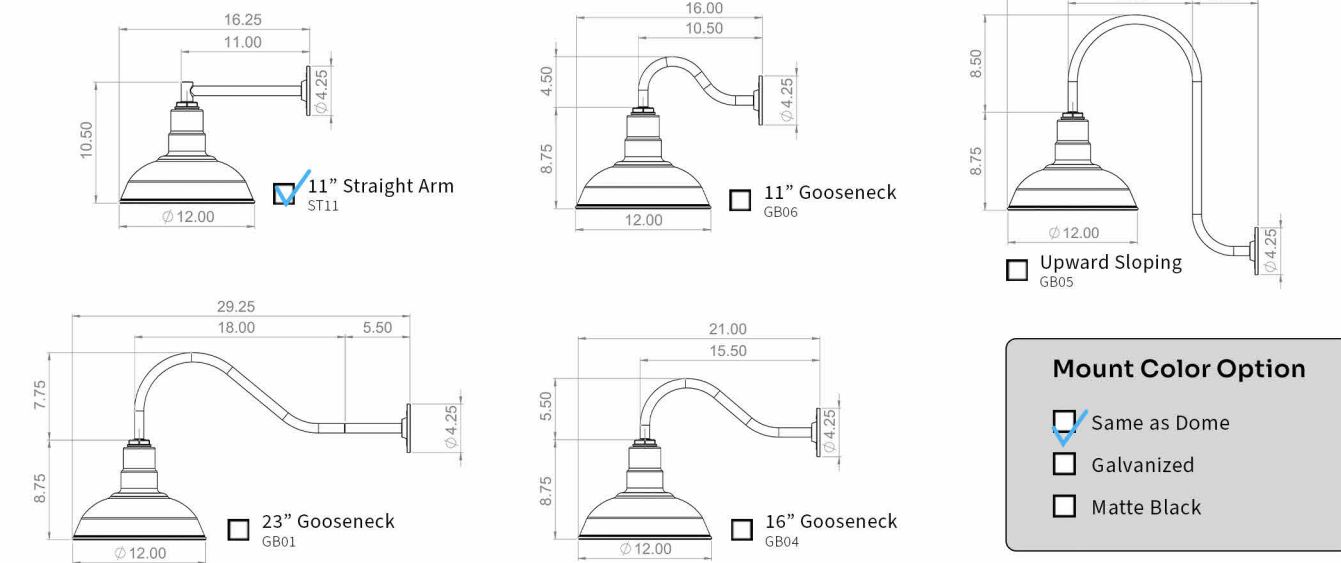 16.25
11.00
⌀4.25
10.50
11” Straight Arm
ST11
⌀12.00
16.00
10.50
4.50
⌀4.25
8.75
11” Gooseneck
GB06
12.00
8.50
8.75
⌀12.00
⌀4.25
Upward Sloping
GB05
29.25
18.00
5.50
7.75
⌀4.25
8.75
23” Gooseneck
GB01
⌀12.00
21.00
15.50
5.50
⌀4.25
8.75
16” Gooseneck
GB04
⌀12.00
Mount Color Option
Same as Dome
Galvanized
Matte Black